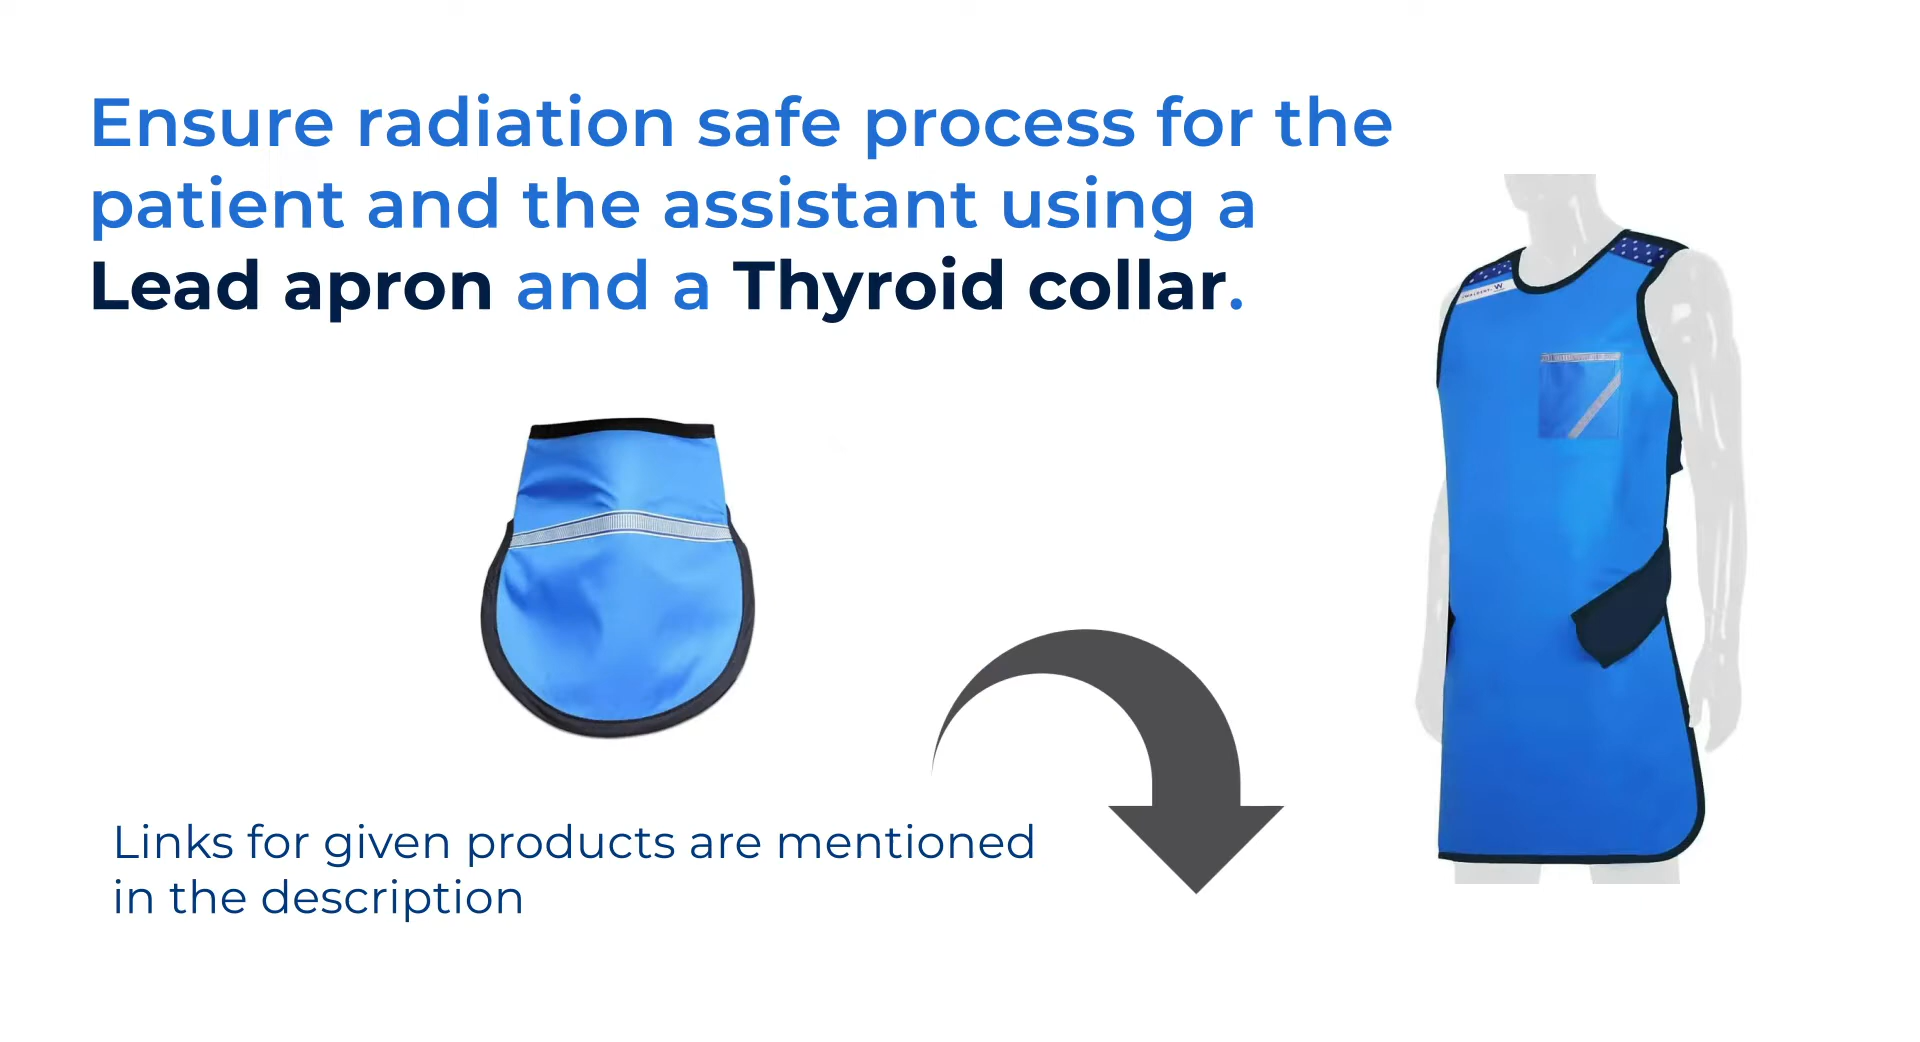 Ensure radiation safe process for the
patient and the assistant using a
Lead apron and a Thyroid collar.
Links for given products are mentioned
in the description